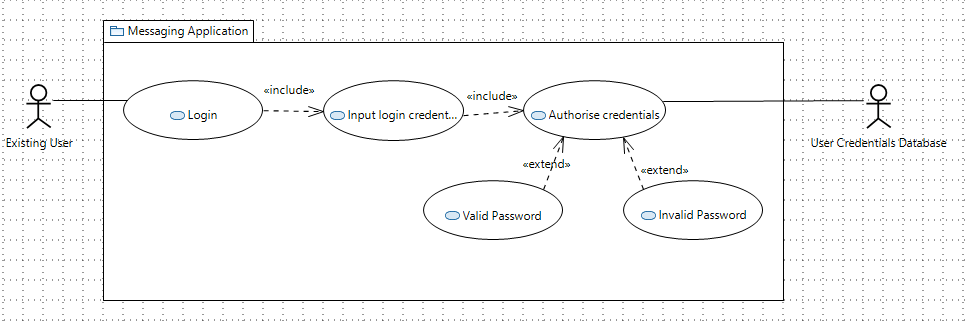 Messaging Application
«include»
«include»
Login
Input login credent...
Authorise credentials
Existing User
User Credentials Database
«extend»
«extend»
Valid Password
Invalid Password